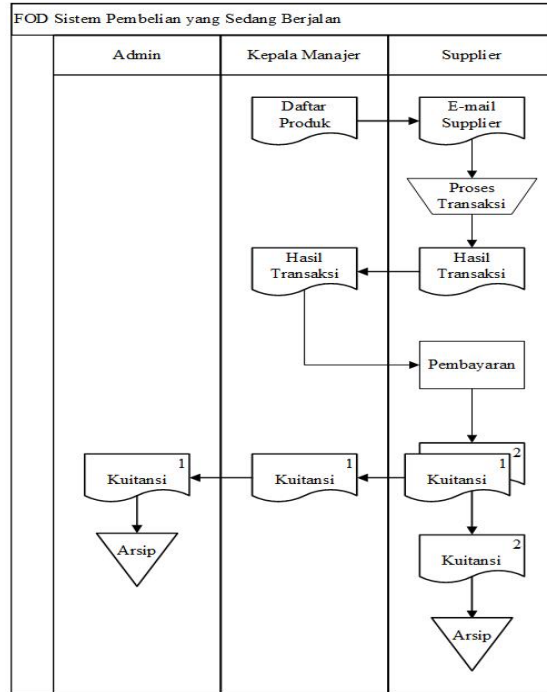 FOD Sistem Pembelian yang Sedang Berjalan
Admin
Kepala Manajer
Supplier
Daftar
Produk
E-mail
Supplier
Proses
Transaksi
Hasil
Transaksi
Hasil
Transaksi
Pembayaran
1
Kuitansi
1
Kuitansi
2
1
Kuitansi
Arsip
2
Kuitansi
Arsip